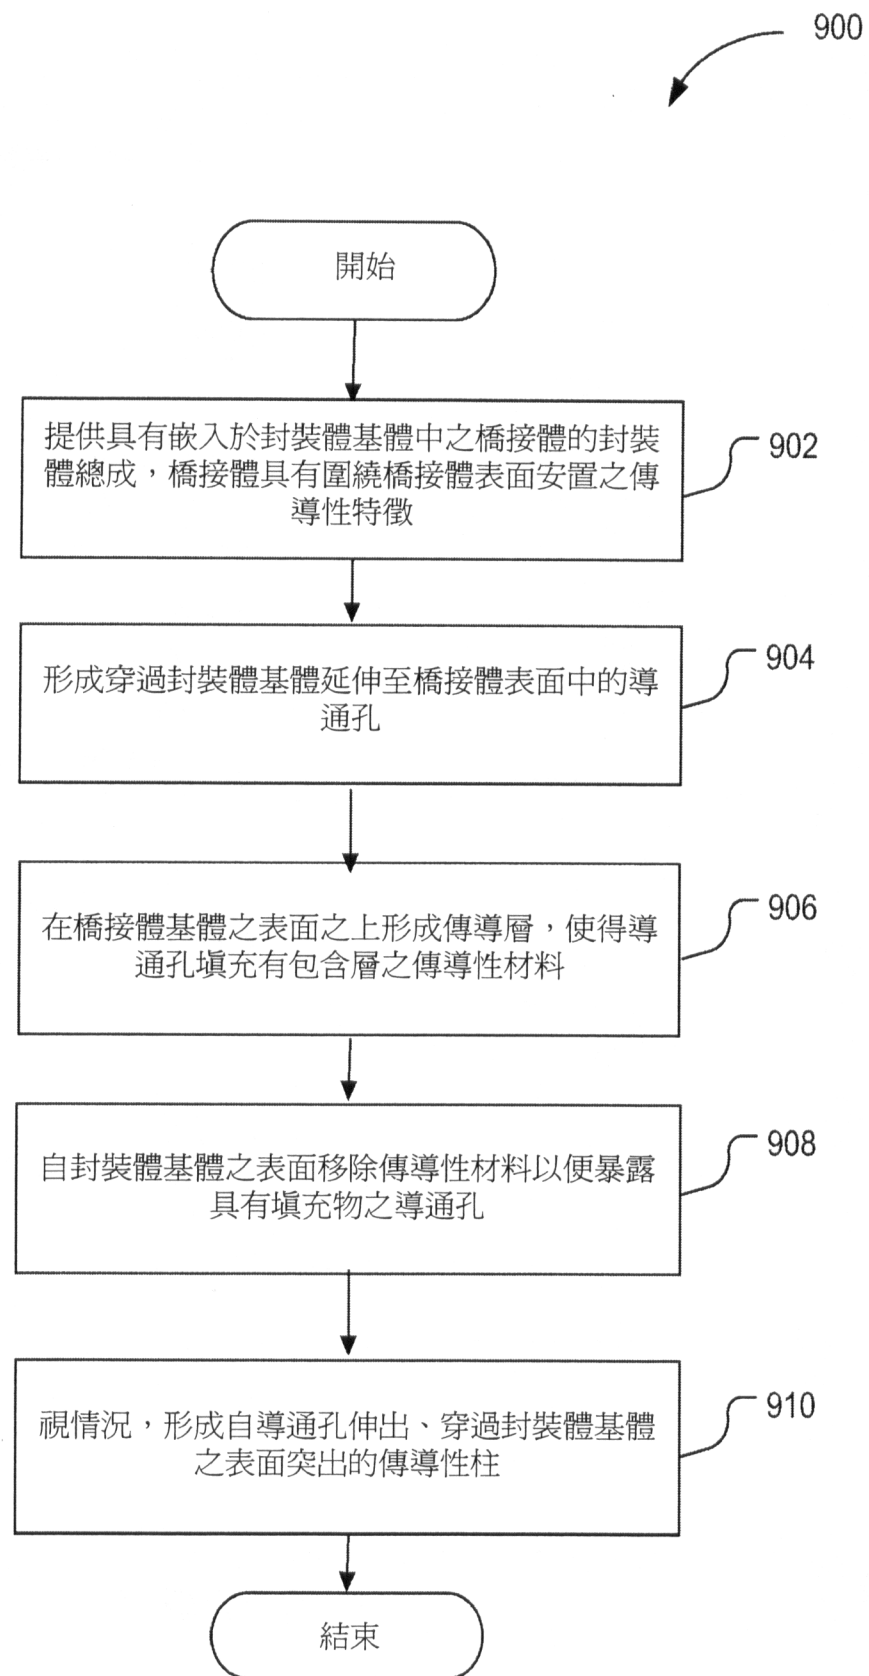 900
開始
提供具有嵌入於封裝體基體中之橋接體的封裝
體總成，橋接體具有圍繞橋接體表面安置之傳
導性特徵
902
形成穿過封裝體基體延伸至橋接體表面中的導
通孔
904
在橋接體基體之表面之上形成傳導層，使得導
通孔填充有包含層之傳導性材料
906
自封裝體基體之表面移除傳導性材料以便暴露
具有填充物之導通孔
908
視情況，形成自導通孔伸出、穿過封裝體基體
之表面突出的傳導性柱
910
結束